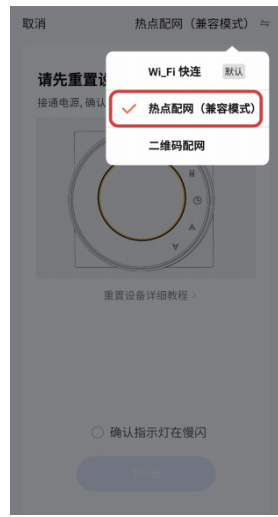 取消 热点配网（兼容模式）
Wi_Fi 快连 默认
请先重置设
接通电源, 确认
热点配网（兼容模式）
二维码配网
重置设备详细教程 >
确认指示灯在慢闪